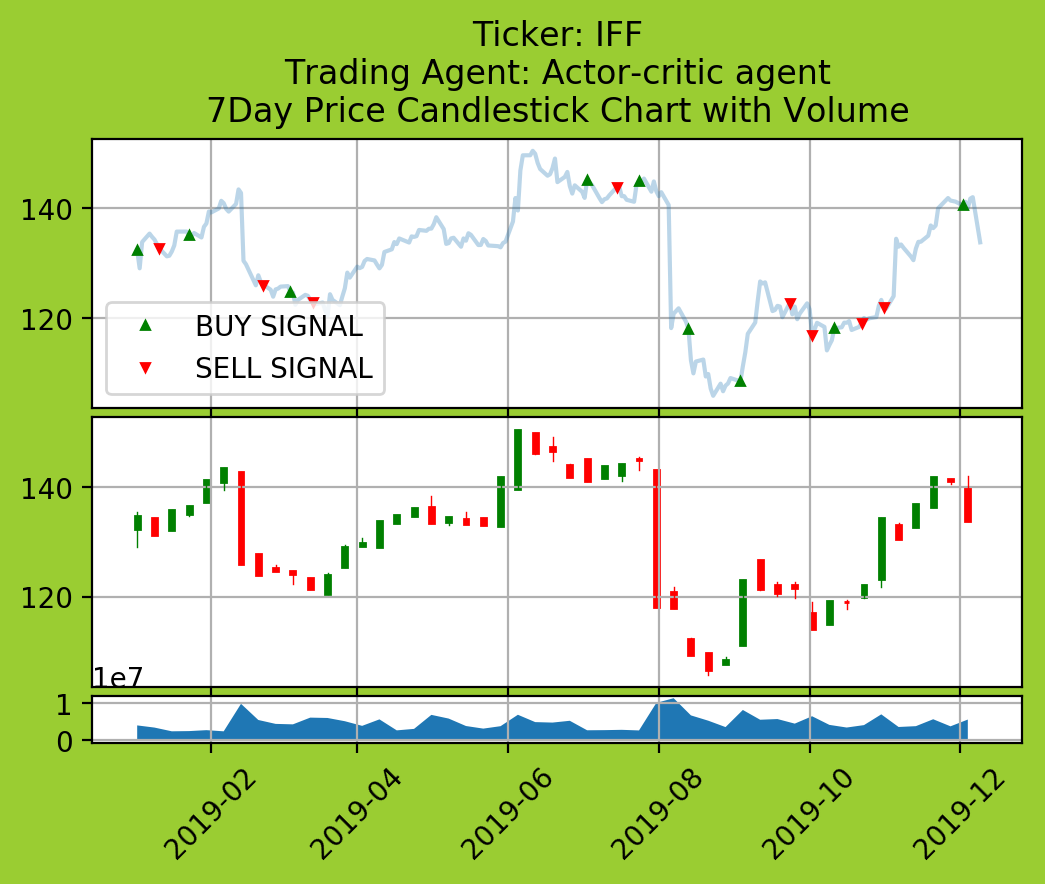 Ticker: IFF
Trading Agent: Actor-critic agent
7Day Price Candlestick Chart with Volume
140
120
BUY SIGNAL
SELL SIGNAL
140
120
1e7
1
0
2019-02
2019-04
2019-06
2019-08
2019-10
2019-12